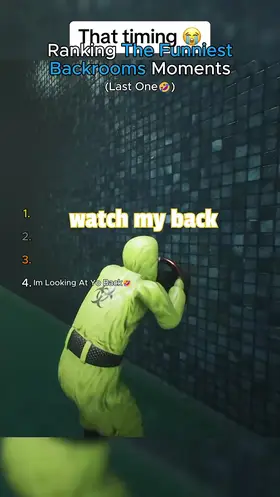 That timing 😭
Ranking The Funniest
Backrooms Moments
(Last One🤣)
watch my back
1.
2.
3.
4. Im Looking At Yo Back🤣